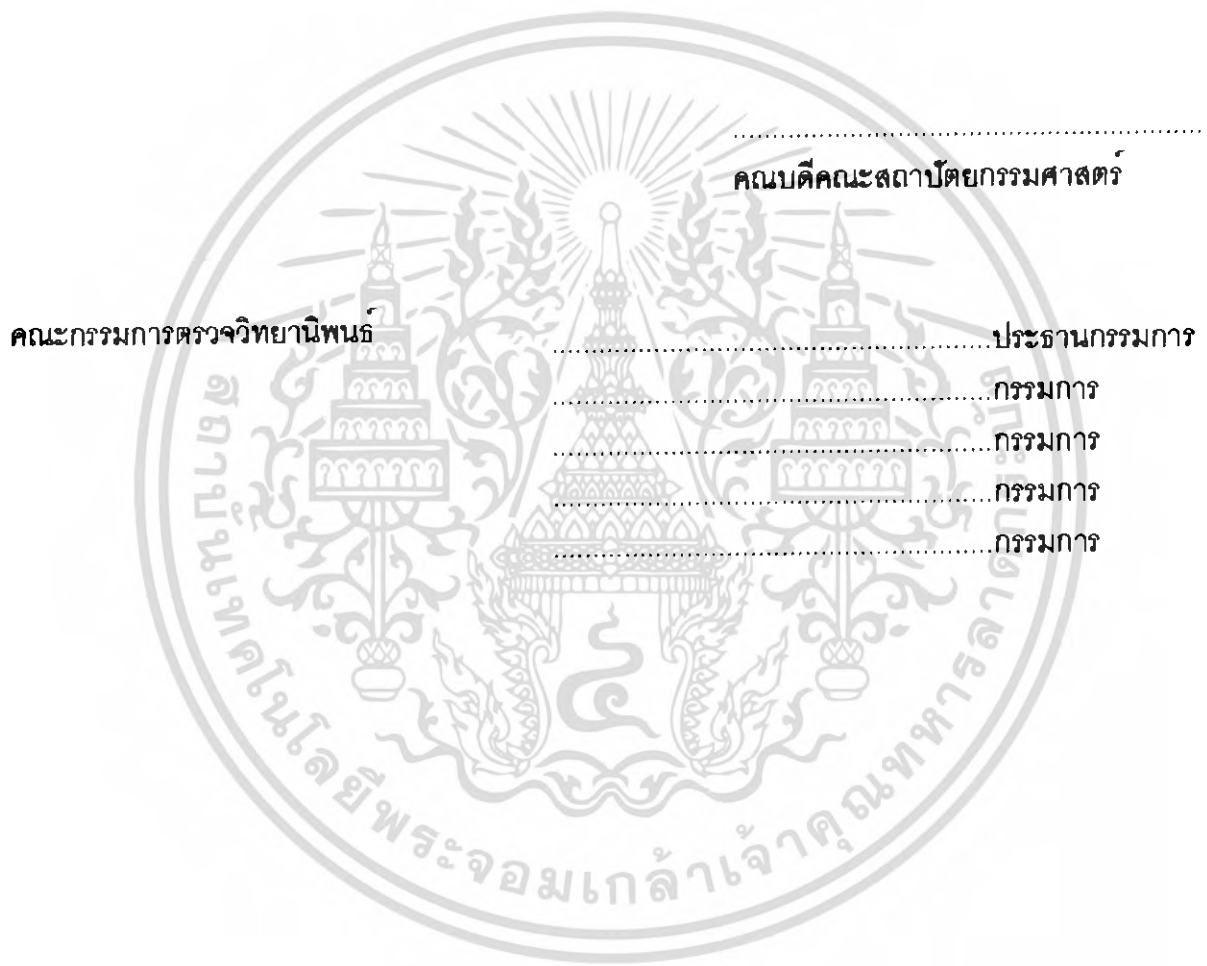 ......................................................
คณบดีคณะสถาปัตยกรรมศาสตร์
คณะกรรมการตรวจวิทยานิพนธ์ ......................................................ประธานกรรมการ
......................................................กรรมการ
......................................................กรรมการ
......................................................กรรมการ
......................................................กรรมการ
สถาบันเทคโนโลยีพระจอมเกล้าเจ้าคุณทหารลาดกระบัง
๔